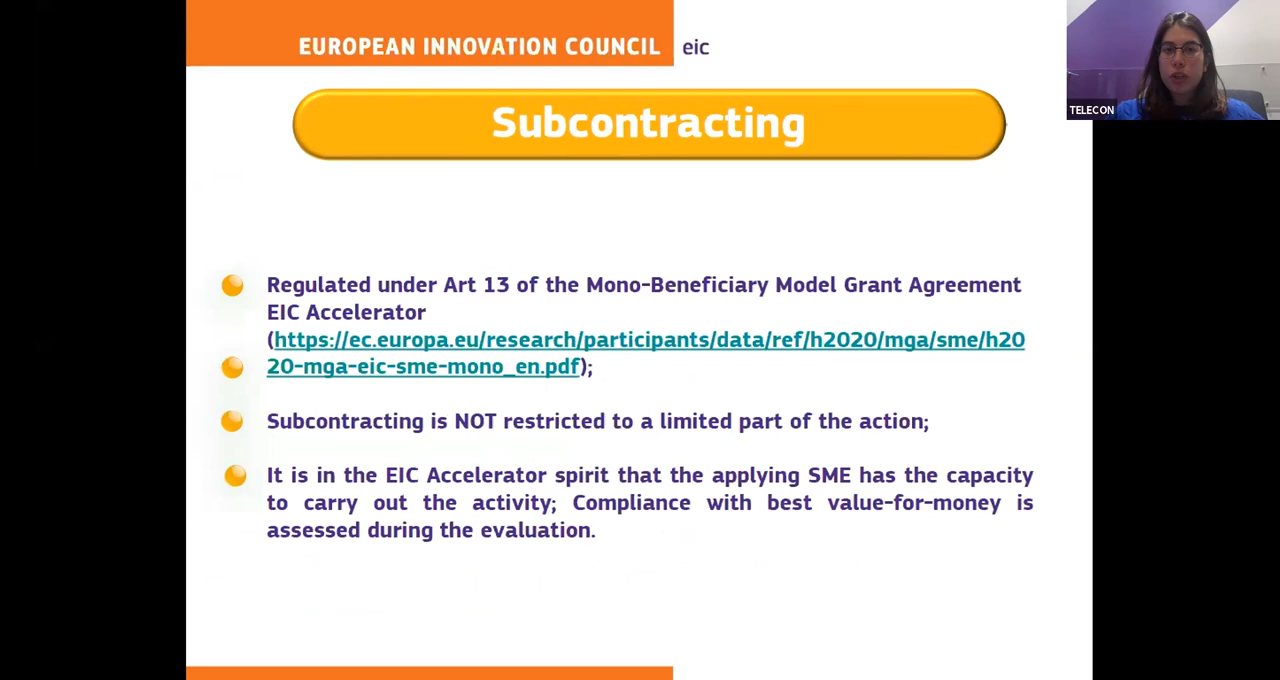 EUROPEAN INNOVATION COUNCIL eic
TELECON
Subcontracting
Regulated under Art 13 of the Mono-Beneficiary Model Grant Agreement
EIC Accelerator
(https://ec.europa.eu/research/participants/data/ref/h2020/mga/sme/h20
20-mga-eic-sme-mono_en.pdf);
Subcontracting is NOT restricted to a limited part of the action;
It is in the EIC Accelerator spirit that the applying SME has the capacity
to carry out the activity; Compliance with best value-for-money is
assessed during the evaluation.